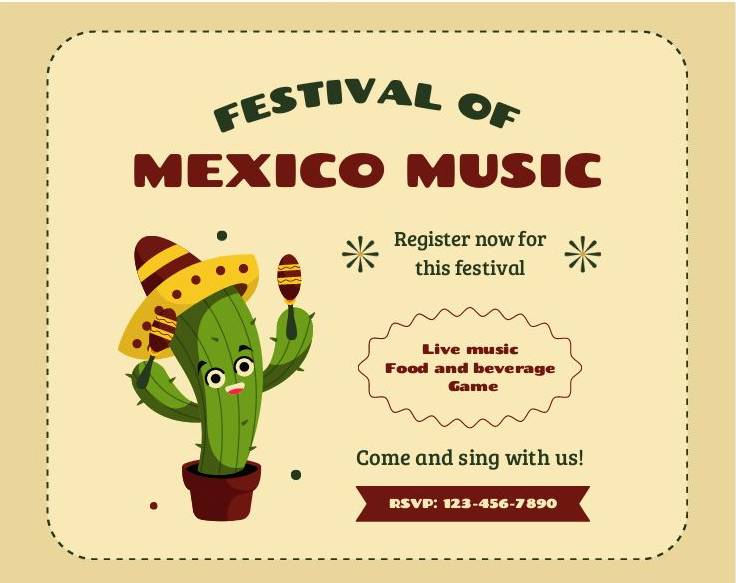 FESTIVAL OF
MEXICO MUSIC
Register now for
this festival
Live music
Food and beverage
Game
Come and sing with us!
RSVP: 123-456-7890